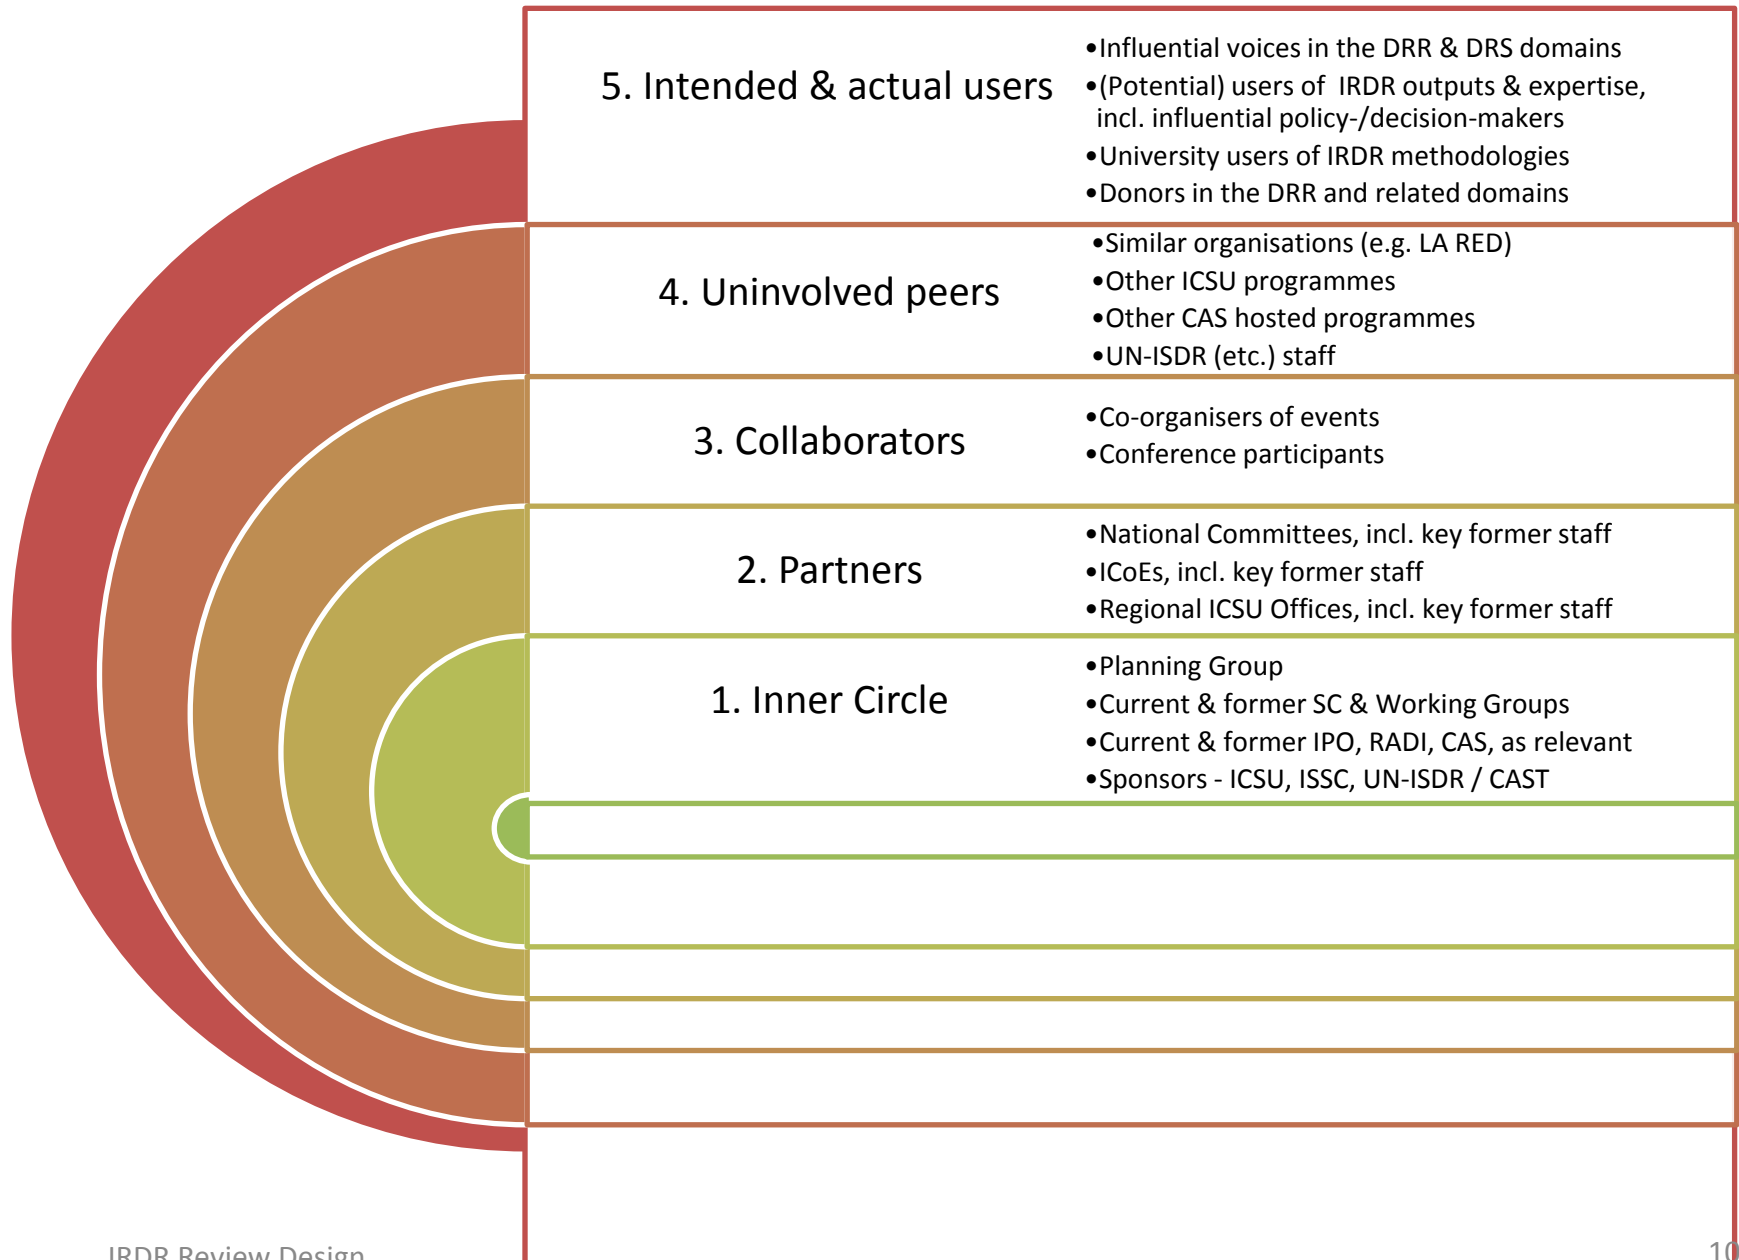 5. Intended & actual users
•Influential voices in the DRR & DRS domains
•(Potential) users of IRDR outputs & expertise,
incl. influential policy-/decision-makers
•University users of IRDR methodologies
•Donors in the DRR and related domains
4. Uninvolved peers
•Similar organisations (e.g. LA RED)
•Other ICSU programmes
•Other CAS hosted programmes
•UN-ISDR (etc.) staff
3. Collaborators
•Co-organisers of events
•Conference participants
2. Partners
•National Committees, incl. key former staff
•ICoEs, incl. key former staff
•Regional ICSU Offices, incl. key former staff
1. Inner Circle
•Planning Group
•Current & former SC & Working Groups
•Current & former IPO, RADI, CAS, as relevant
•Sponsors - ICSU, ISSC, UN-ISDR / CAST
IRDR Review Design
10